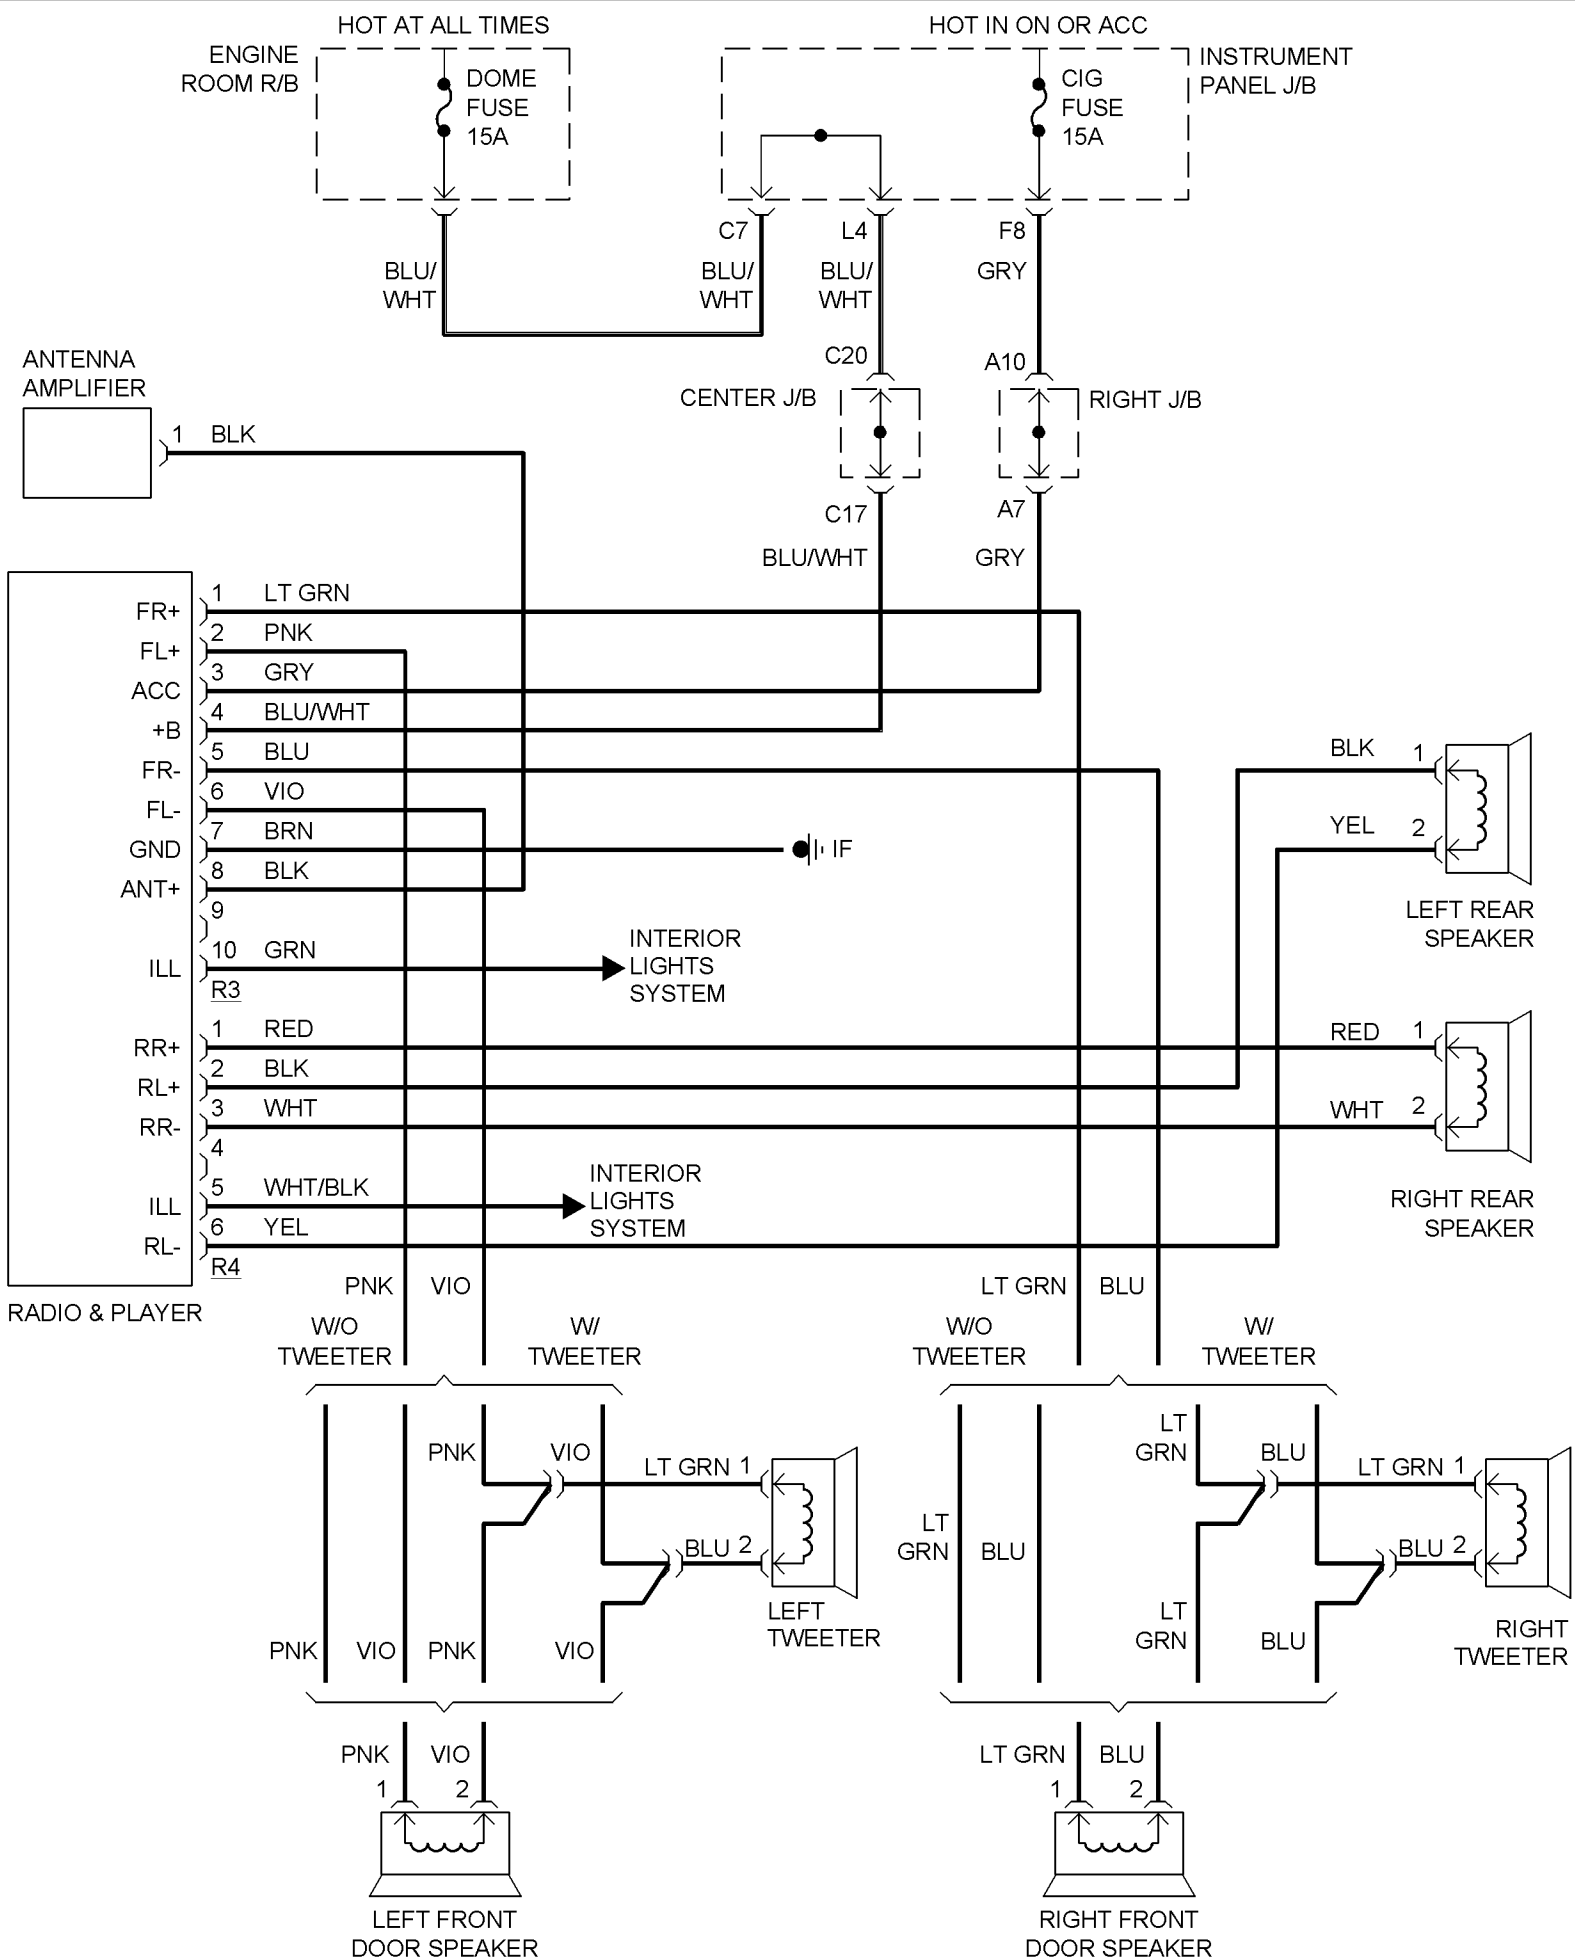 HOT AT ALL TIMES
HOT IN ON OR ACC
ENGINE
ROOM R/B
DOME
FUSE
15A
CIG
FUSE
15A
INSTRUMENT
PANEL J/B
C7
L4
F8
BLU/
WHT
BLU/
WHT
BLU/
WHT
GRY
C20
A10
CENTER J/B
RIGHT J/B
C17
A7
BLU/WHT
GRY
ANTENNA
AMPLIFIER
1 BLK
FR+ 1 LT GRN
FL+ 2 PNK
ACC 3 GRY
+B 4 BLU/WHT
FR- 5 BLU
FL- 6 VIO
GND 7 BRN
IF
ANT+ 8 BLK
9
ILL 10 GRN
R3
INTERIOR
LIGHTS
SYSTEM
RR+ 1 RED
RL+ 2 BLK
RR- 3 WHT
4
ILL 5 WHT/BLK
RL- 6 YEL
R4
INTERIOR
LIGHTS
SYSTEM
RADIO & PLAYER
BLK 1
YEL 2
LEFT REAR
SPEAKER
RED 1
WHT 2
RIGHT REAR
SPEAKER
PNK VIO
LT GRN BLU
W/O
TWEETER
W/
TWEETER
W/O
TWEETER
W/
TWEETER
PNK
VIO
LT GRN 1
BLU 2
LEFT
TWEETER
PNK
VIO
PNK
VIO
LT
GRN
BLU
LT GRN 1
BLU 2
LT
GRN
BLU
LT
GRN
BLU
RIGHT
TWEETER
PNK VIO
1 2
LEFT FRONT
DOOR SPEAKER
LT GRN BLU
1 2
RIGHT FRONT
DOOR SPEAKER